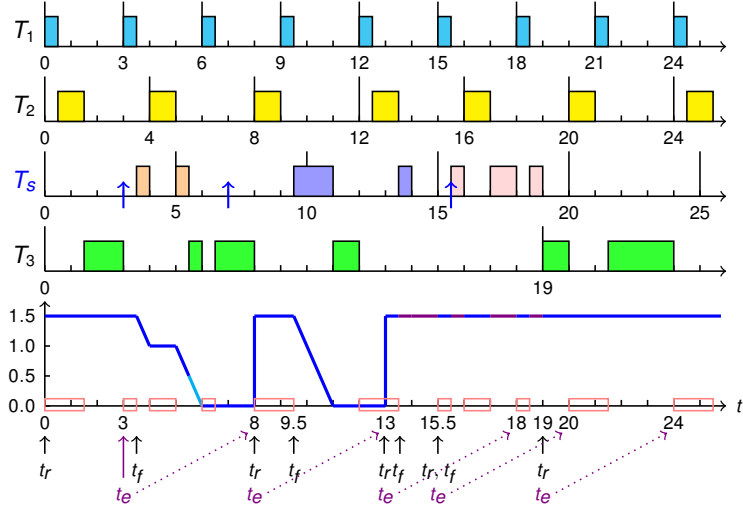 T1
0 3 6 9 12 15 18 21 24
T2
0 4 8 12 16 20 24
Ts
5 10 15 20 25
T3
0 19
1.5
1.0
0.5
0.0
t
0 3 8 9.5 13 15.5 18 19 20 24
tr tf tr tf tr tf tr, tf tr
te te te te te